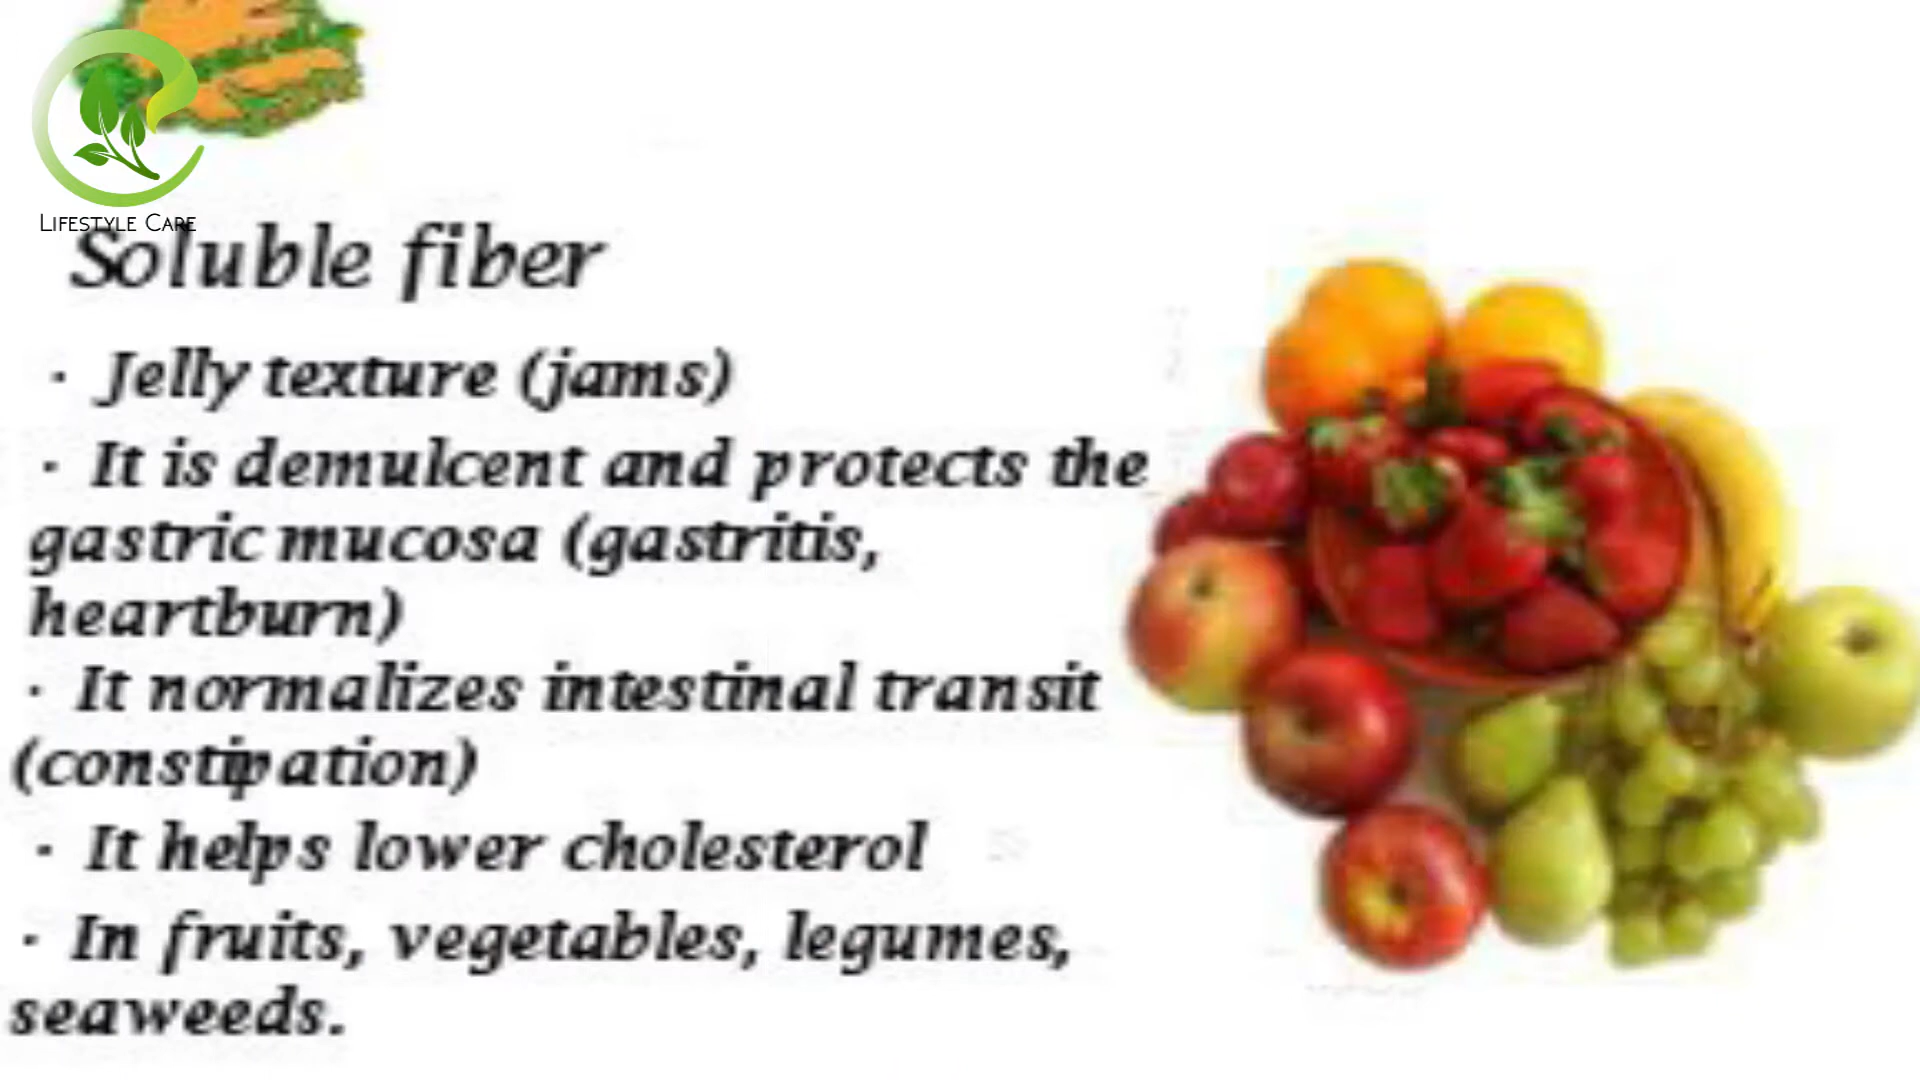 LIFESTYLE CARE
Soluble fiber
· Jelly texture (jams)
· It is demulcent and protects the
gastric mucosa (gastritis,
heartburn)
· It normalizes intestinal transit
(constipation)
· It helps lower cholesterol
· In fruits, vegetables, legumes,
seaweeds.